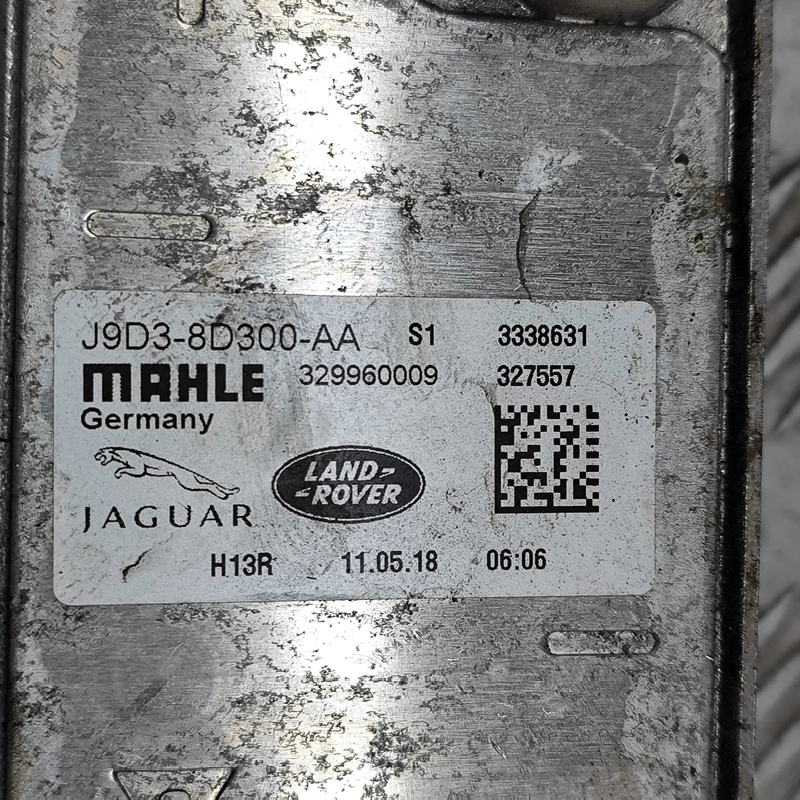 J9D3-8D300-AA S1 3338631
MAHLE 329960009 327557
Germany
JAGUAR
LAND-
-ROVER
H13R 11.05.18 06:06